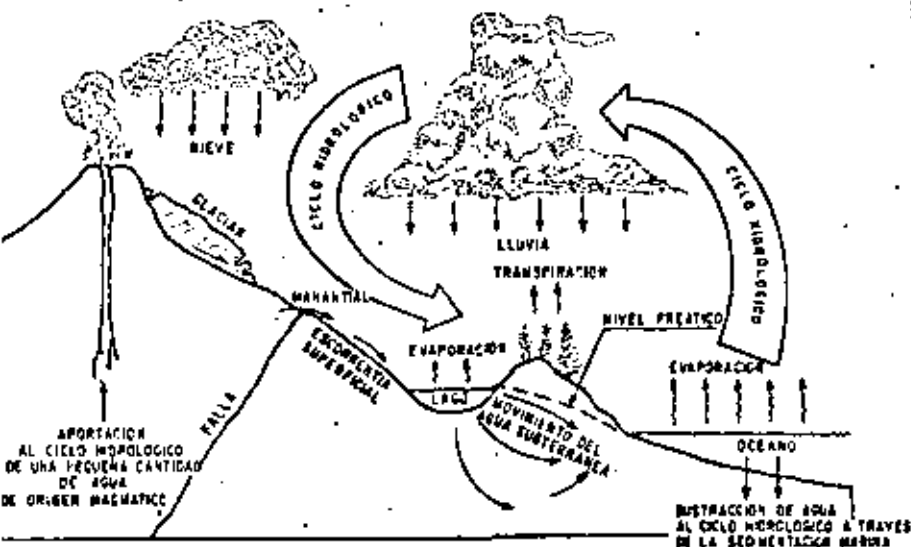 NIEVE
CICLO HIDROLOGICO
CICLO HIDROLOGICO
GLACIAR
LLUVIA
TRANSPIRACION
MANANTIAL
NIVEL FREATICO
ESCORRENTIA
SUPERFICIAL
EVAPORACION
EVAPORACION
LAGO
FALLA
MOVIMIENTO DEL
AGUA SUBTERRANEA
OCEANO
APORTACION
AL CICLO HIDROLOGICO
DE UNA PEQUEÑA CANTIDAD
DE AGUA
DE ORIGEN MAGMATICO
SUSTRACCION DE AGUA
AL CICLO HIDROLOGICO A TRAVES
DE LA SEDIMENTACION MARINA